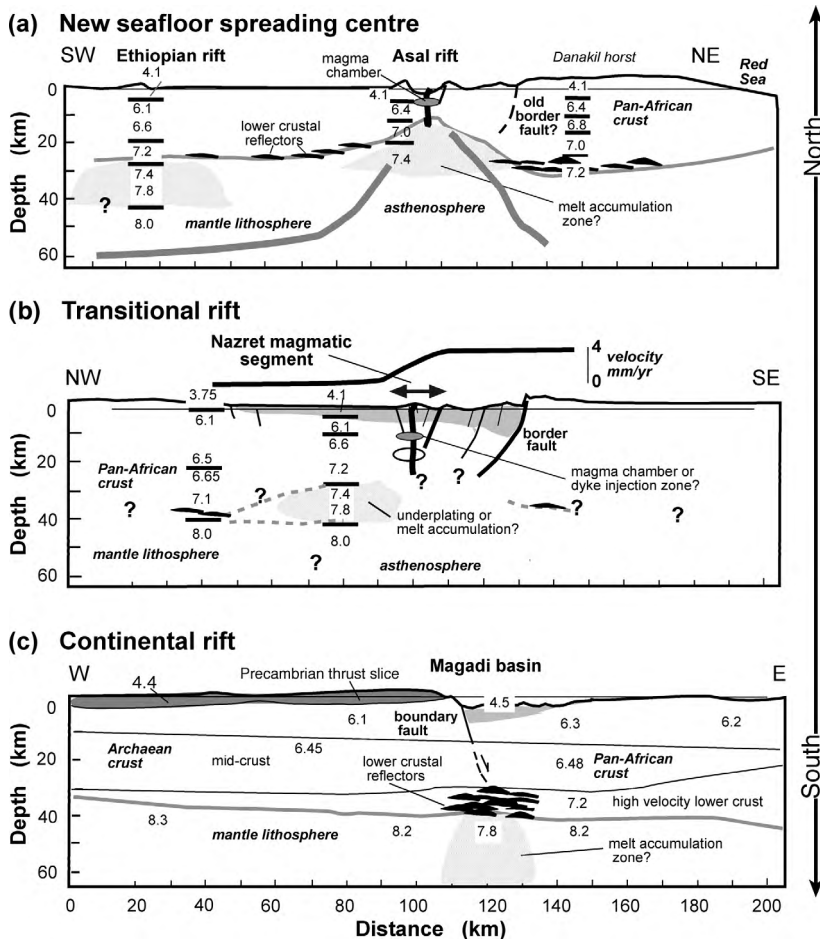 (a) New seafloor spreading centre
SW
Ethiopian rift
Asal rift
Danakil horst
NE
magma
chamber
Red
Sea
4.1
4.1
4.1
6.1
6.6
7.2
7.4
7.8
8.0
6.4
7.0
7.4
6.4
6.8
7.0
7.2
old
border
fault?
Pan-African
crust
lower crustal
reflectors
?
mantle lithosphere
asthenosphere
melt accumulation
zone?
Depth (km)
0
20
40
60
(b) Transitional rift
Nazret magmatic
segment
4
velocity
mm/yr
0
NW
SE
3.75
4.1
6.1
6.5
6.65
7.1
8.0
6.1
6.6
7.2
7.4
7.8
8.0
Pan-African
crust
border
fault
magma chamber or
dyke injection zone?
underplating or
melt accumulation?
? ? ? ? ? ? ?
mantle lithosphere
asthenosphere
Depth (km)
0
20
40
60
(c) Continental rift
W
Magadi basin
E
4.4
Precambrian thrust slice
4.5
6.1
boundary
fault
6.3
6.2
Archaean
crust
mid-crust
6.45
6.48
Pan-African
crust
lower crustal
reflectors
7.2
high velocity lower crust
8.3
mantle lithosphere
8.2
7.8
8.2
melt accumulation
zone?
Depth (km)
0
20
40
60
0 20 40 60 80 100 120 140 160 180 200
Distance (km)
North
South